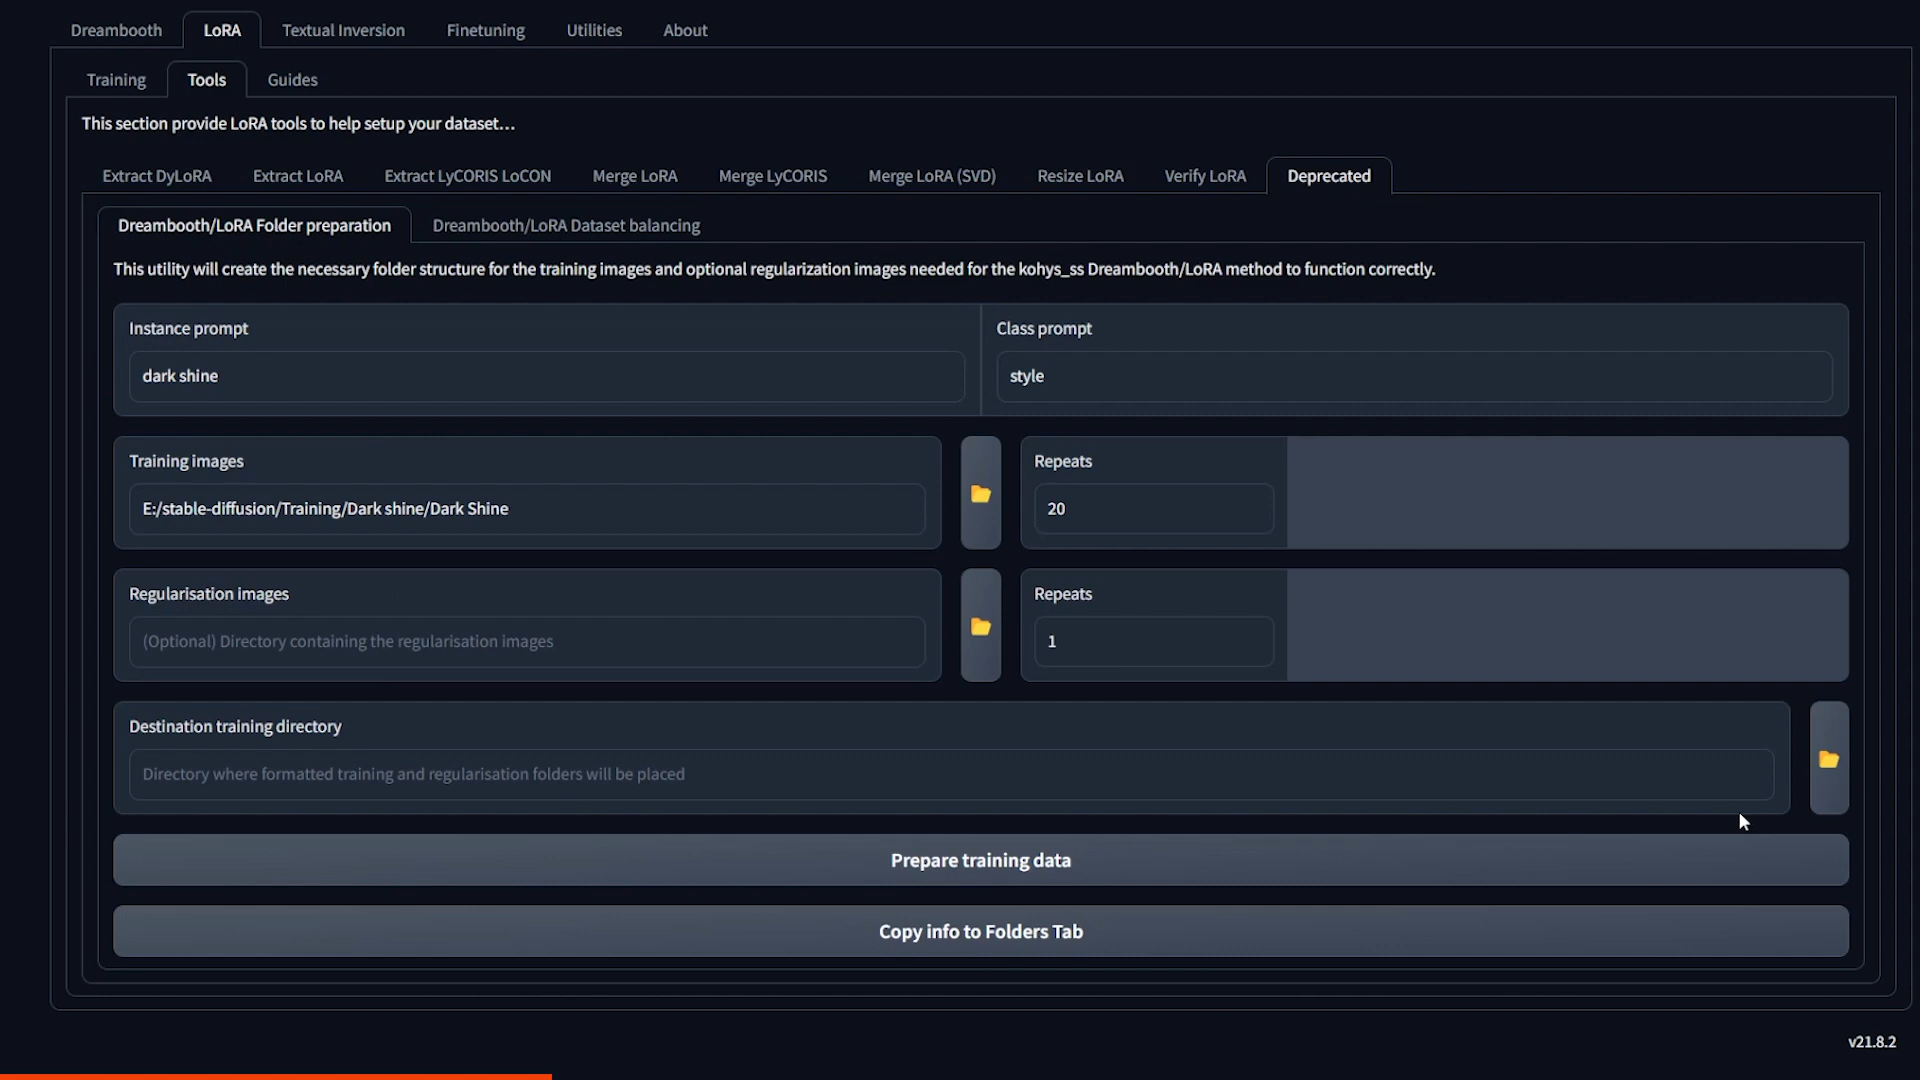 Dreambooth LoRA Textual Inversion Finetuning Utilities About
Training Tools Guides
This section provide LoRA tools to help setup your dataset...
Extract DyLoRA Extract LoRA Extract LyCORIS LoCON Merge LoRA Merge LyCORIS Merge LoRA (SVD) Resize LoRA Verify LoRA Deprecated
Dreambooth/LoRA Folder preparation Dreambooth/LoRA Dataset balancing
This utility will create the necessary folder structure for the training images and optional regularization images needed for the kohys_ss Dreambooth/LoRA method to function correctly.
Instance prompt Class prompt
dark shine style
Training images Repeats
E:/stable-diffusion/Training/Dark shine/Dark Shine 20
Regularisation images Repeats
(Optional) Directory containing the regularisation images 1
Destination training directory
Directory where formatted training and regularisation folders will be placed
Prepare training data
Copy info to Folders Tab
v21.8.2